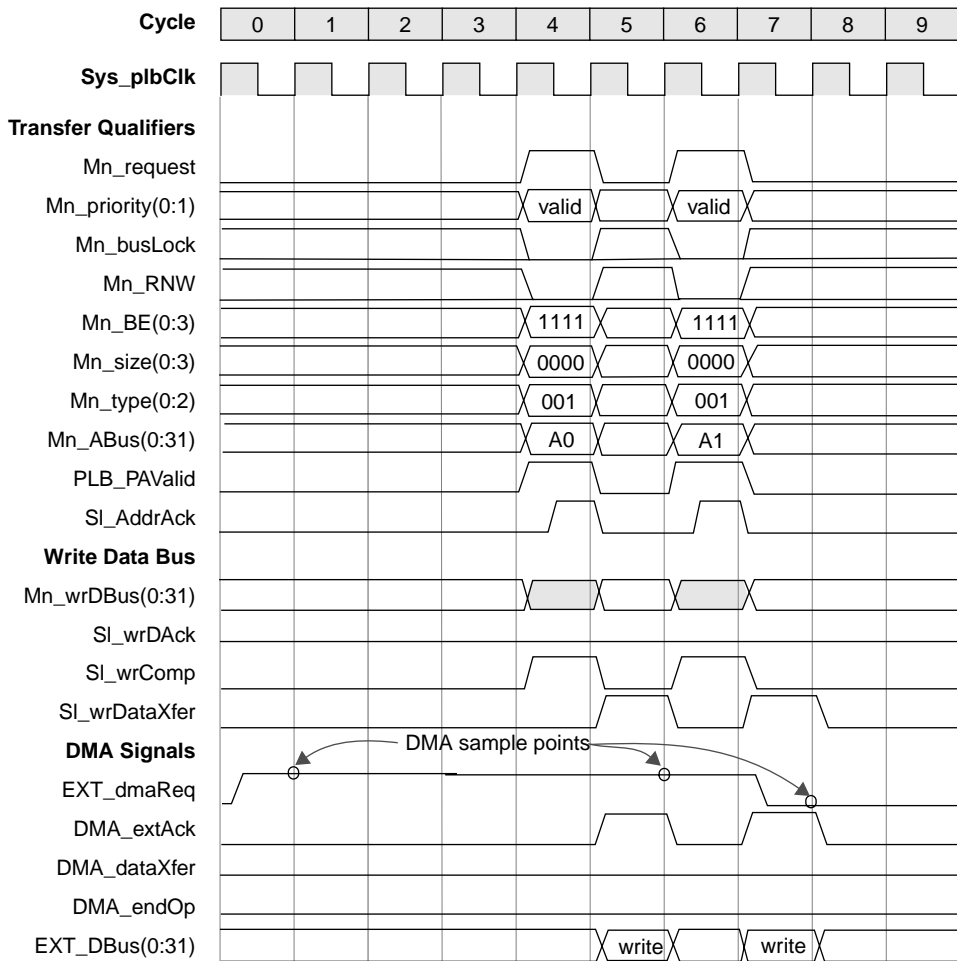 Cycle 0 1 2 3 4 5 6 7 8 9
Sys_plbClk
Transfer Qualifiers
Mn_request
Mn_priority(0:1) valid valid
Mn_busLock
Mn_RNW
Mn_BE(0:3) 1111 1111
Mn_size(0:3) 0000 0000
Mn_type(0:2) 001 001
Mn_ABus(0:31) A0 A1
PLB_PAValid
Sl_AddrAck
Write Data Bus
Mn_wrDBus(0:31)
Sl_wrDAck
Sl_wrComp
Sl_wrDataXfer
DMA Signals DMA sample points
EXT_dmaReq
DMA_extAck
DMA_dataXfer
DMA_endOp
EXT_DBus(0:31) write write